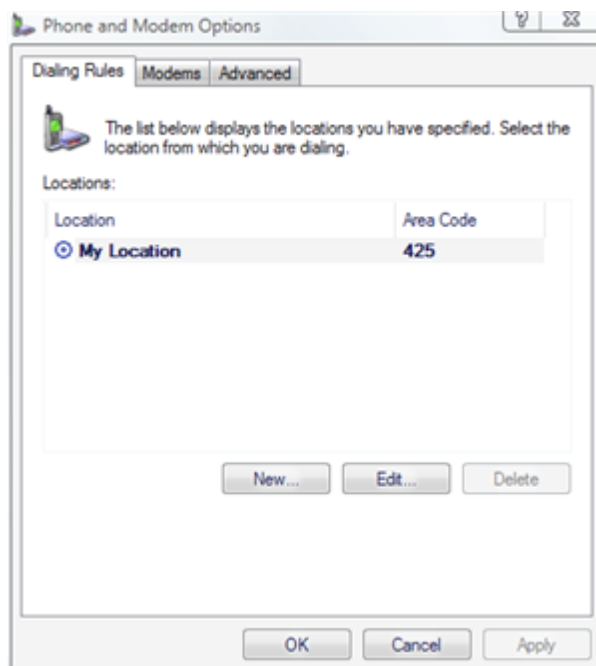 Phone and Modem Options
Dialing Rules Modems Advanced
The list below displays the locations you have specified. Select the
location from which you are dialing.
Locations:
Location Area Code
My Location 425
New... Edit... Delete
OK Cancel Apply